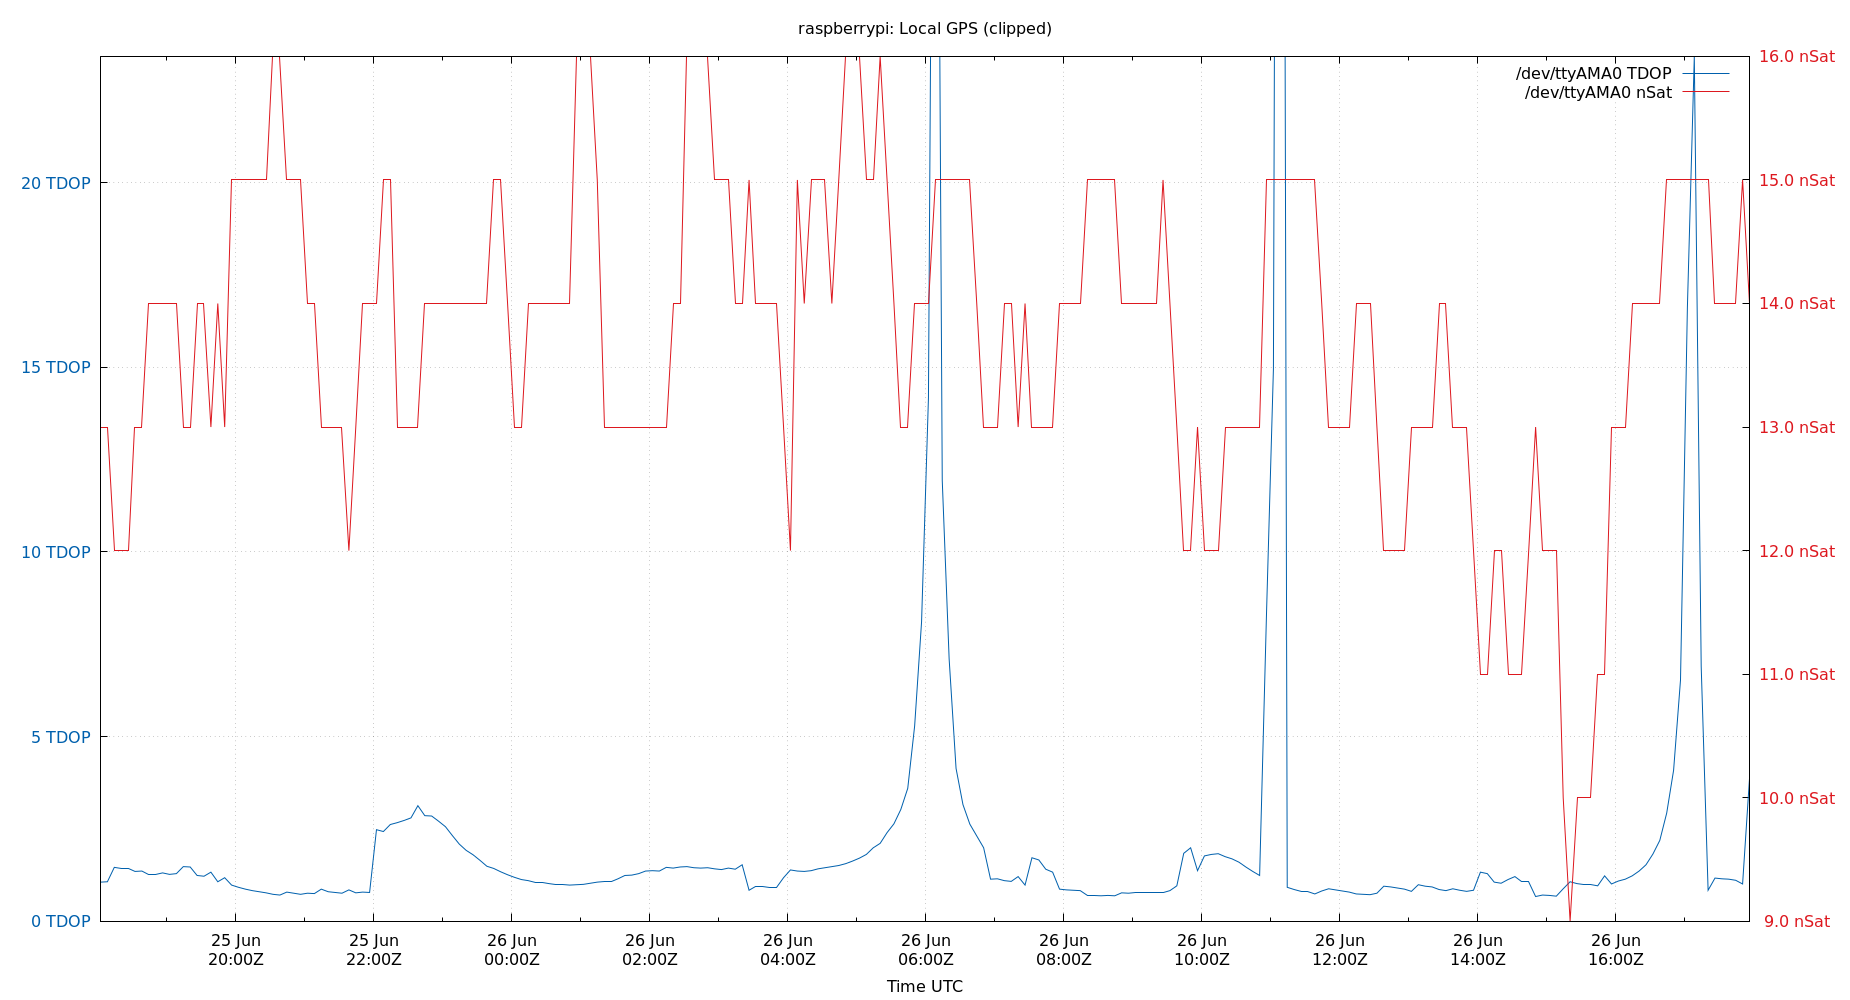 raspberrypi: Local GPS (clipped)
/dev/ttyAMA0 TDOP
/dev/ttyAMA0 nSat
20 TDOP
15 TDOP
10 TDOP
5 TDOP
0 TDOP
16.0 nSat
15.0 nSat
14.0 nSat
13.0 nSat
12.0 nSat
11.0 nSat
10.0 nSat
9.0 nSat
25 Jun
20:00Z
25 Jun
22:00Z
26 Jun
00:00Z
26 Jun
02:00Z
26 Jun
04:00Z
26 Jun
06:00Z
26 Jun
08:00Z
26 Jun
10:00Z
26 Jun
12:00Z
26 Jun
14:00Z
26 Jun
16:00Z
Time UTC